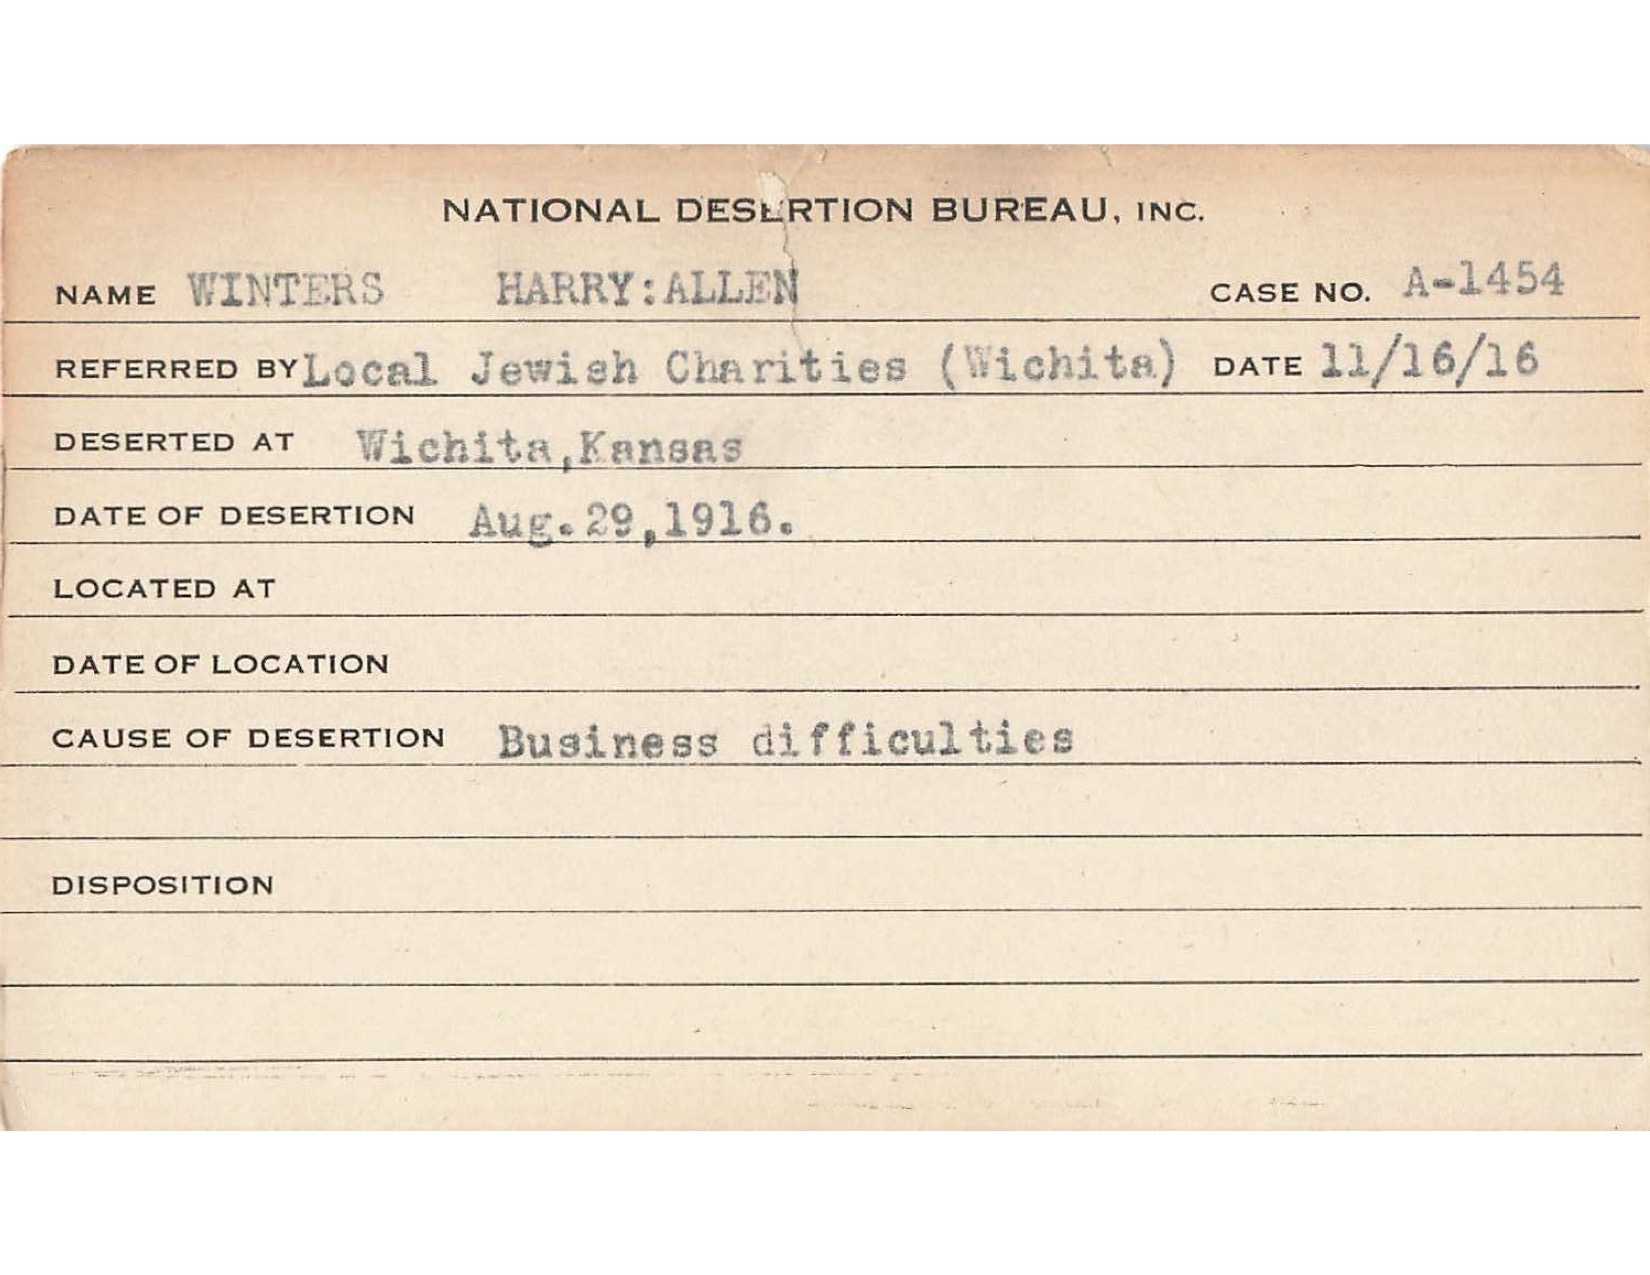 NATIONAL DESERTION BUREAU, INC.
NAME WINTERS HARRY:ALLEN CASE NO. A-1454
REFERRED BY Local Jewish Charities (Wichita) DATE 11/16/16
DESERTED AT Wichita,Kansas
DATE OF DESERTION Aug.29,1916.
LOCATED AT
DATE OF LOCATION
CAUSE OF DESERTION Business difficulties
DISPOSITION